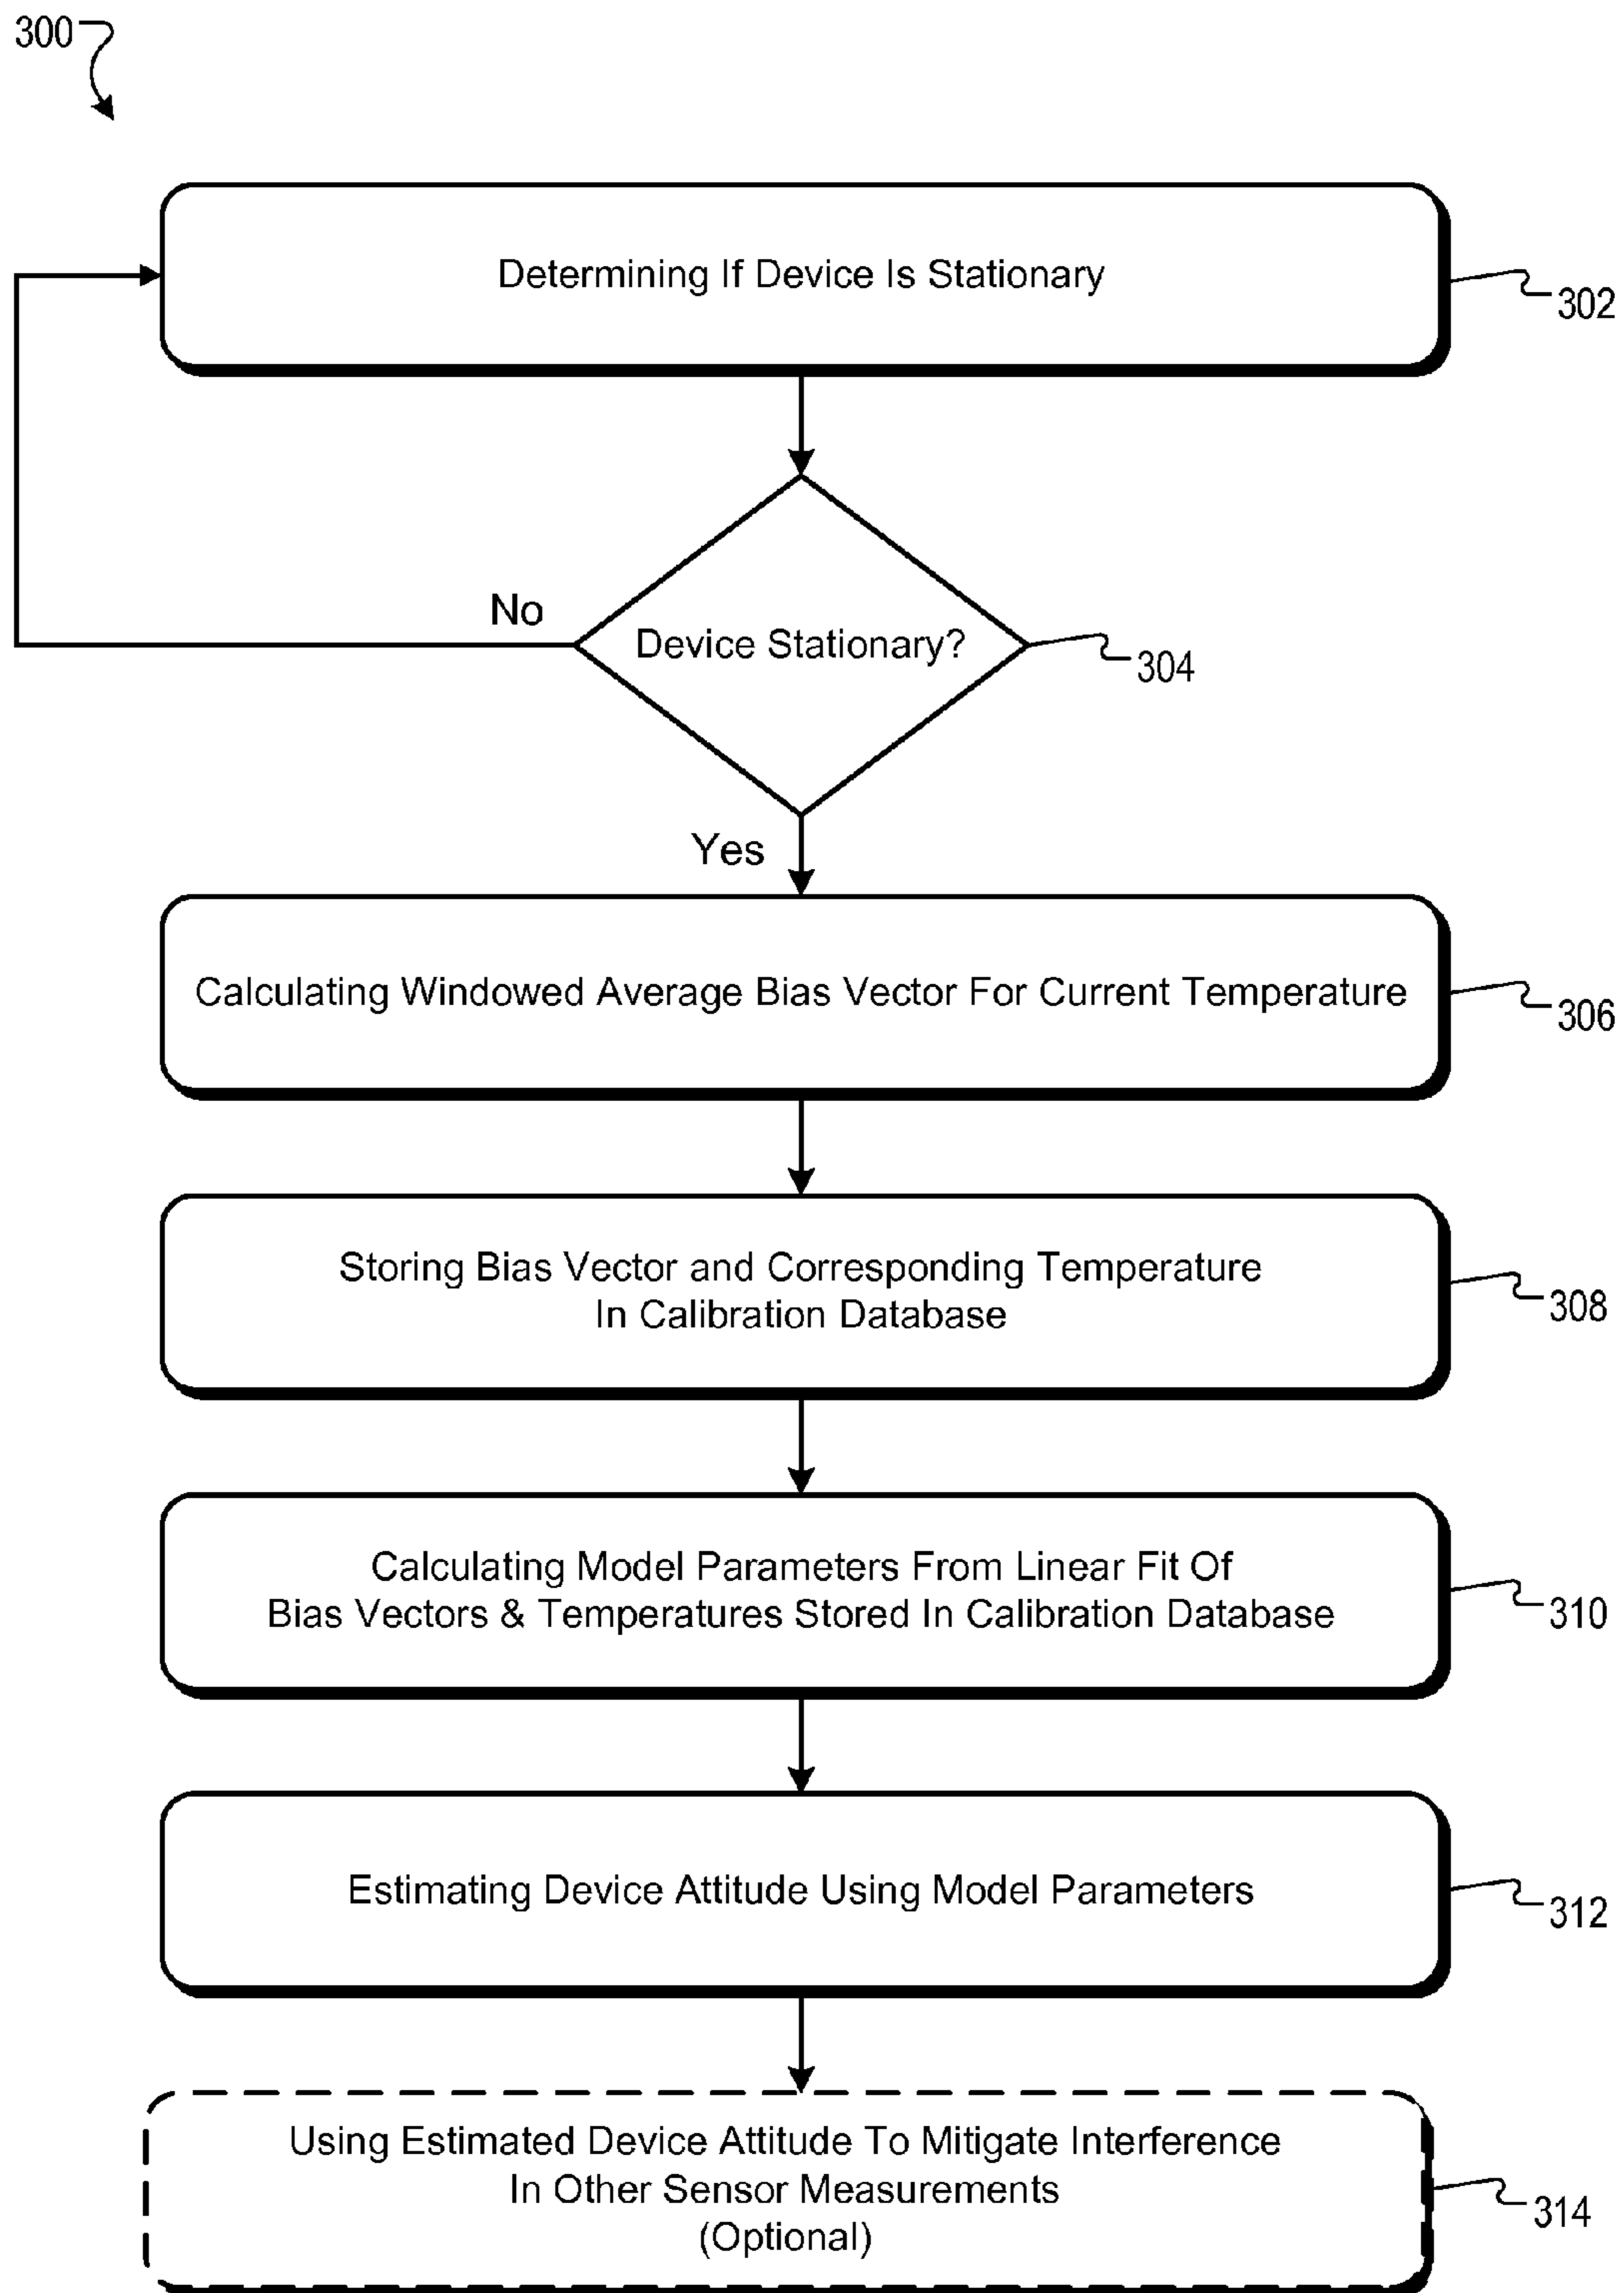 300
Determining If Device Is Stationary
302
No
Device Stationary?
304
Yes
Calculating Windowed Average Bias Vector For Current Temperature
306
Storing Bias Vector and Corresponding Temperature
In Calibration Database
308
Calculating Model Parameters From Linear Fit Of
Bias Vectors & Temperatures Stored In Calibration Database
310
Estimating Device Attitude Using Model Parameters
312
Using Estimated Device Attitude To Mitigate Interference
In Other Sensor Measurements
(Optional)
314